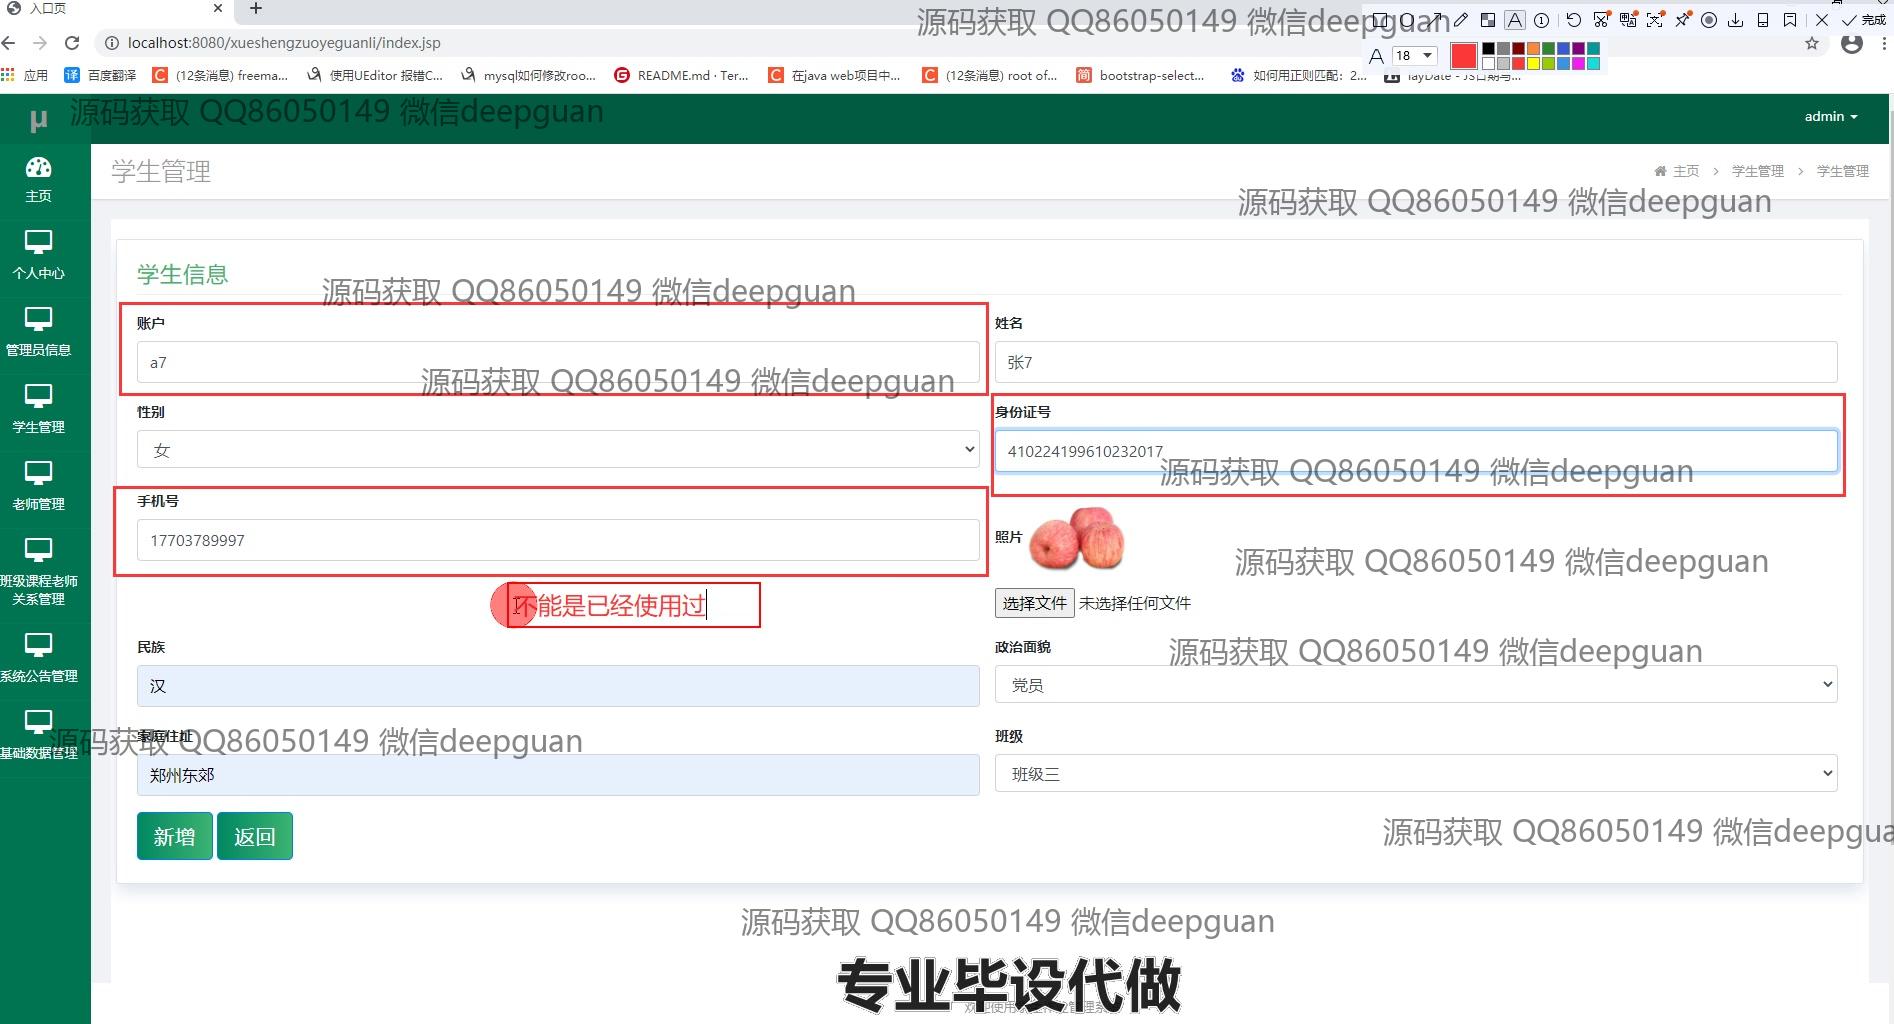 入口页
源码获取 QQ86050149 微信deepguan
完成
localhost:8080/xueshengzuoyeguanli/index.jsp
18
应用
百度翻译
(12条消息) freema...
使用UEditor 报错C...
mysql如何修改roo...
README.md · Ter...
在java web项目中...
(12条消息) root of...
bootstrap-select...
如何用正则匹配：2...
layDate - JS日期与...
μ
源码获取 QQ86050149 微信deepguan
admin
主页
个人中心
管理员信息
学生管理
老师管理
班级课程老师
关系管理
系统公告管理
基础数据管理
学生管理
主页 > 学生管理 > 学生管理
源码获取 QQ86050149 微信deepguan
学生信息
源码获取 QQ86050149 微信deepguan
账户
姓名
a7
张7
源码获取 QQ86050149 微信deepguan
性别
身份证号
女
410224199610232017
源码获取 QQ86050149 微信deepguan
手机号
17703789997
照片
源码获取 QQ86050149 微信deepguan
不能是已经使用过
选择文件 未选择任何文件
民族
政治面貌
源码获取 QQ86050149 微信deepguan
汉
党员
家庭住址
班级
源码获取 QQ86050149 微信deepguan
郑州东郊
班级三
新增
返回
源码获取 QQ86050149 微信deepgua
源码获取 QQ86050149 微信deepguan
专业毕设代做